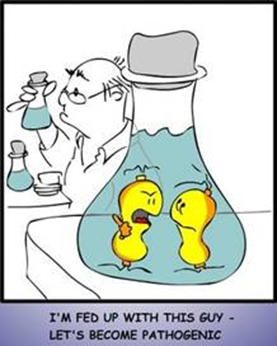 I'M FED UP WITH THIS GUY -
LET'S BECOME PATHOGENIC